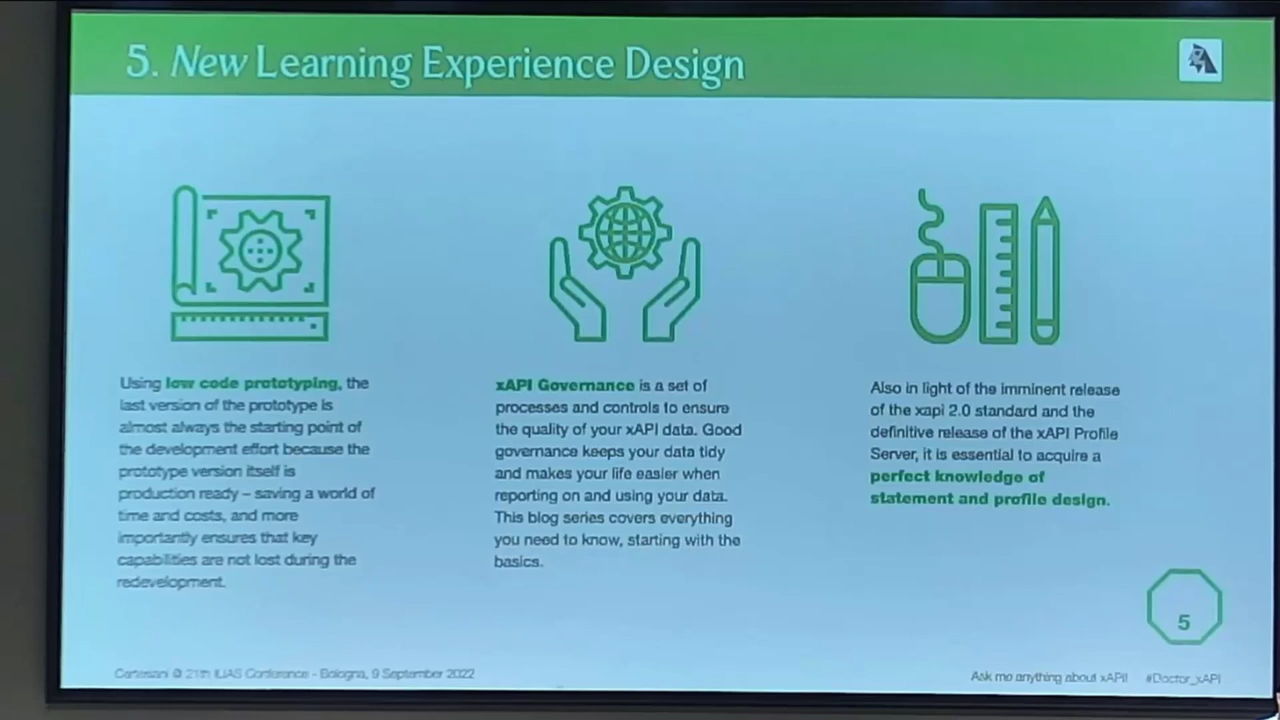 5. New Learning Experience Design
Using low code prototyping, the
last version of the prototype is
almost always the starting point of
the development effort because the
prototype version itself is
production ready – saving a world of
time and costs, and more
importantly ensures that key
capabilities are not lost during the
redevelopment.
xAPI Governance is a set of
processes and controls to ensure
the quality of your xAPI data. Good
governance keeps your data tidy
and makes your life easier when
reporting on and using your data.
This blog series covers everything
you need to know, starting with the
basics.
Also in light of the imminent release
of the xapi 2.0 standard and the
definitive release of the xAPI Profile
Server, it is essential to acquire a
perfect knowledge of
statement and profile design.
5
Cartesiani @ 21th ILIAS Conference - Bologna, 9 September 2022
Ask me anything about xAPI! #Doctor_xAPI